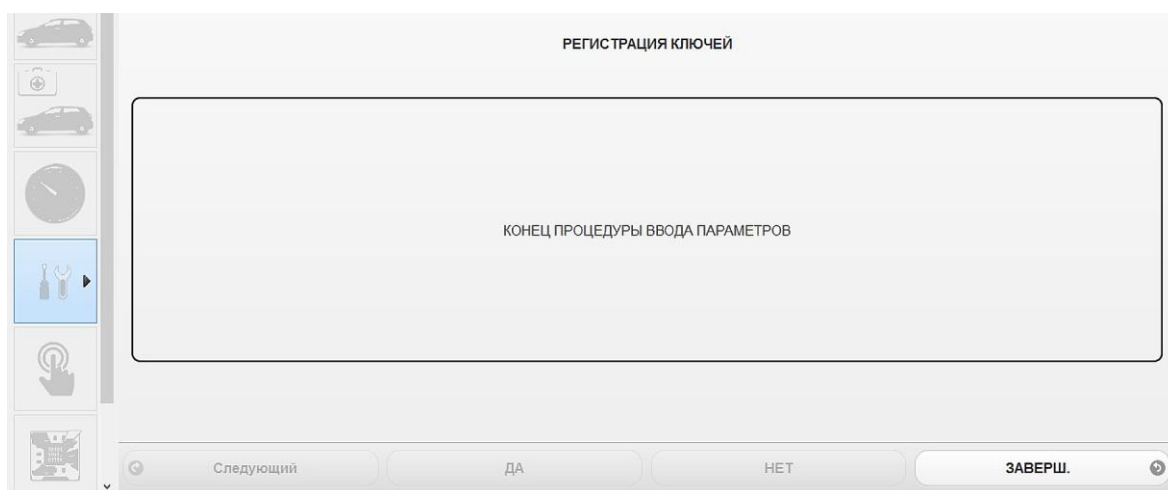 РЕГИСТРАЦИЯ КЛЮЧЕЙ
КОНЕЦ ПРОЦЕДУРЫ ВВОДА ПАРАМЕТРОВ
Следующий
ДА
НЕТ
ЗАВЕРШ.